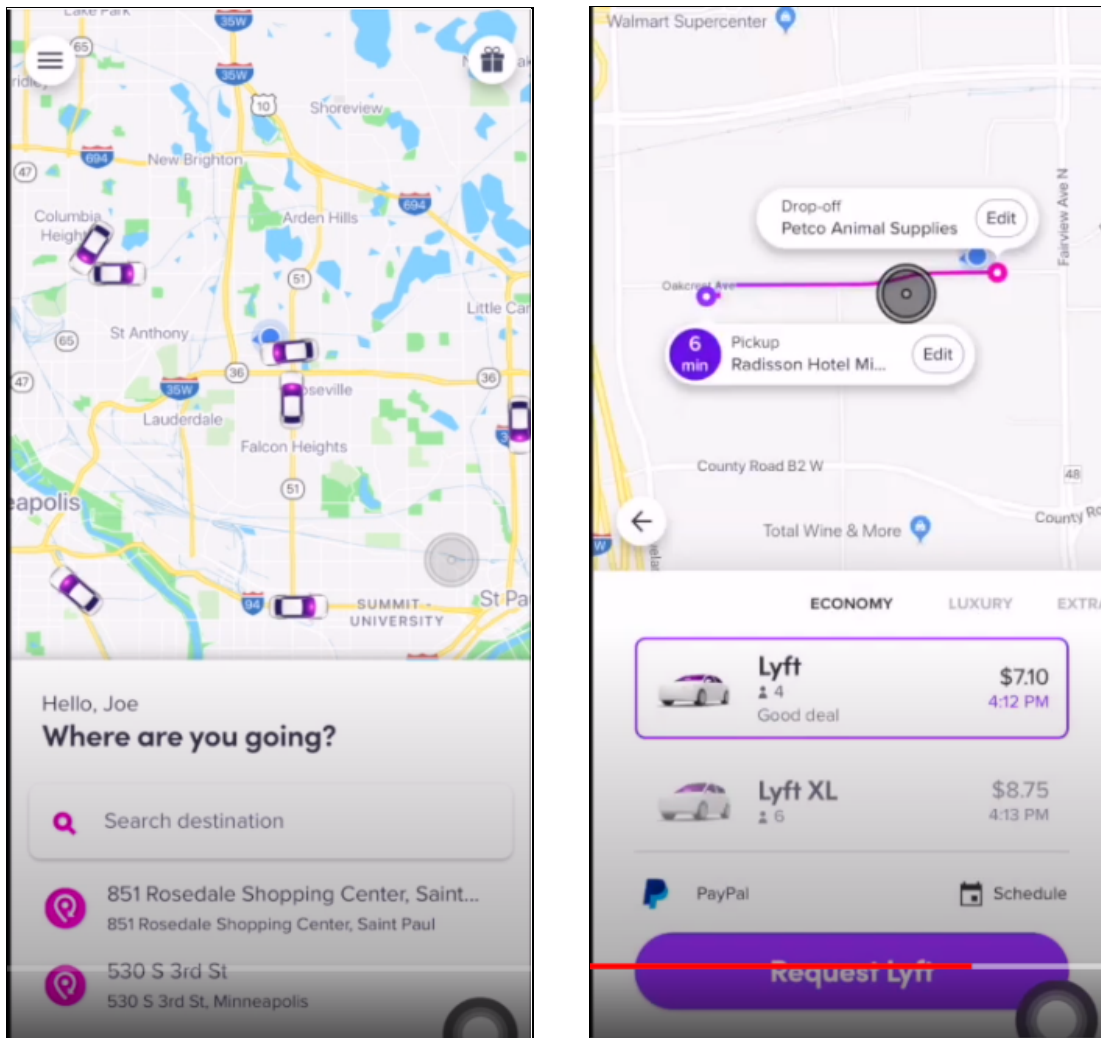 Lake Park
35W
65
35W
10
Shoreview
694
New Brighton
47
694
Columbia
Heigh
Arden Hills
51
Little Car
St Anthony
65
36
36
47
35W
oseville
Lauderdale
Falcon Heights
51
eapolis
94
SUMMIT -
UNIVERSITY
St Pa
Hello, Joe
Where are you going?
Search destination
851 Rosedale Shopping Center, Saint...
851 Rosedale Shopping Center, Saint Paul
530 S 3rd St
530 S 3rd St, Minneapolis
Walmart Supercenter
Fairview Ave N
Drop-off
Petco Animal Supplies
Edit
Oakcrest Ave
6
min
Pickup
Radisson Hotel Mi...
Edit
County Road B2 W
48
County Ro
Total Wine & More
W
ECONOMY LUXURY EXTRA
Lyft
4
Good deal
$7.10
4:12 PM
Lyft XL
6
$8.75
4:13 PM
PayPal
Schedule
Request Lyft